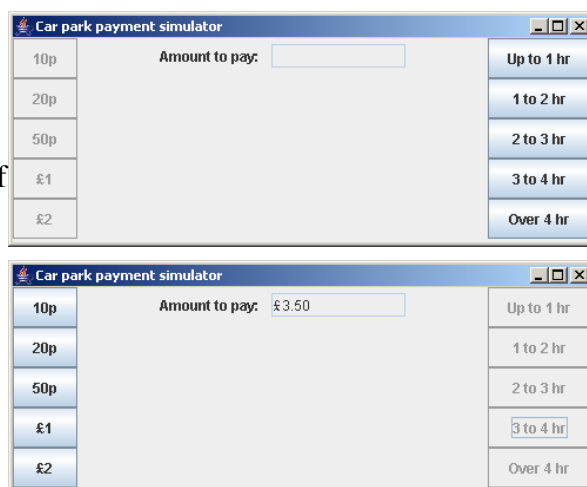 Car park payment simulator
10p Amount to pay: Up to 1 hr
20p 1 to 2 hr
50p 2 to 3 hr
f £1 3 to 4 hr
£2 Over 4 hr
Car park payment simulator
10p Amount to pay: £3.50 Up to 1 hr
20p 1 to 2 hr
50p 2 to 3 hr
£1 3 to 4 hr
£2 Over 4 hr